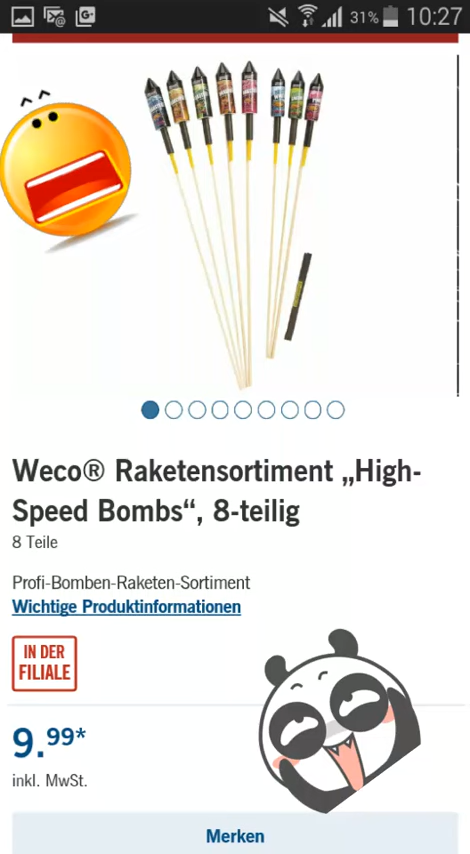 31% 10:27
Weco® Raketensortiment „High-
Speed Bombs“, 8-teilig
8 Teile
Profi-Bomben-Raketen-Sortiment
Wichtige Produktinformationen
IN DER
FILIALE
9.99*
inkl. MwSt.
Merken